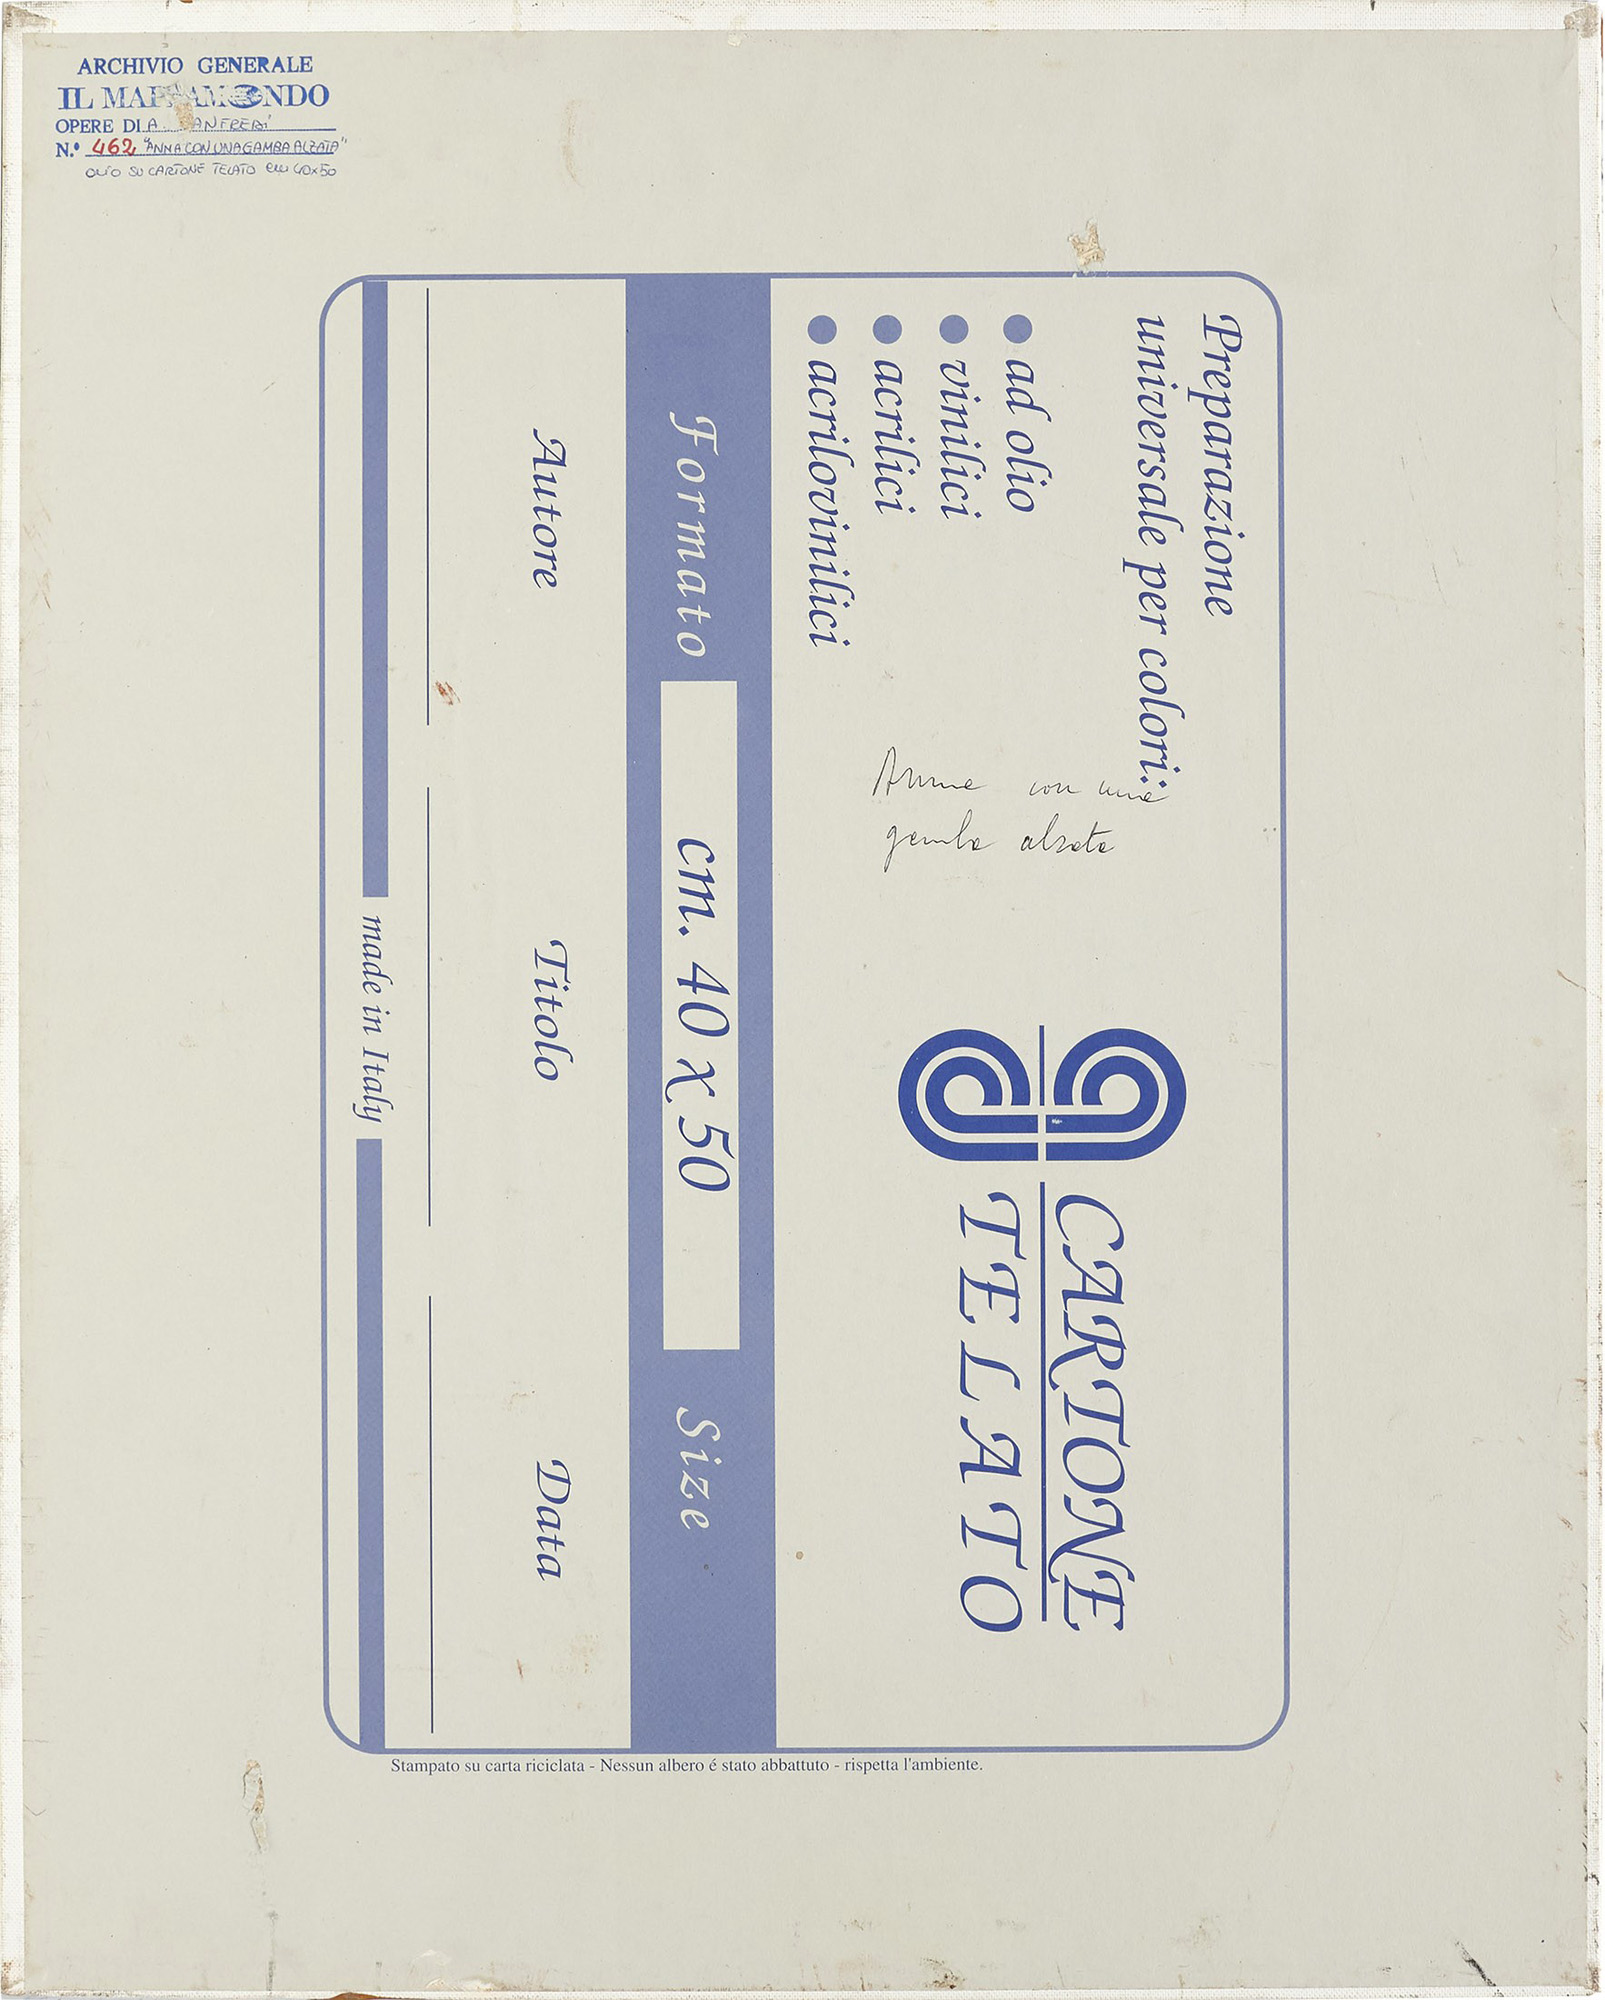 ARCHIVIO GENERALE
IL MAPPAMONDO
OPERE DI A. MANFREDI
N.° 462 "ANNA CON UNA GAMBA ALZATA"
OLIO SU CARTONE TELATO cm 40x50
Preparazione
universale per colori:
ad olio
vinilici
acrilici
acrilovinilici
Anna con una
gamba alzata
CARTONE
TELATO
Formato cm. 40 x 50 Size
Autore Titolo Data
made in Italy
Stampato su carta riciclata - Nessun albero é stato abbattuto - rispetta l'ambiente.